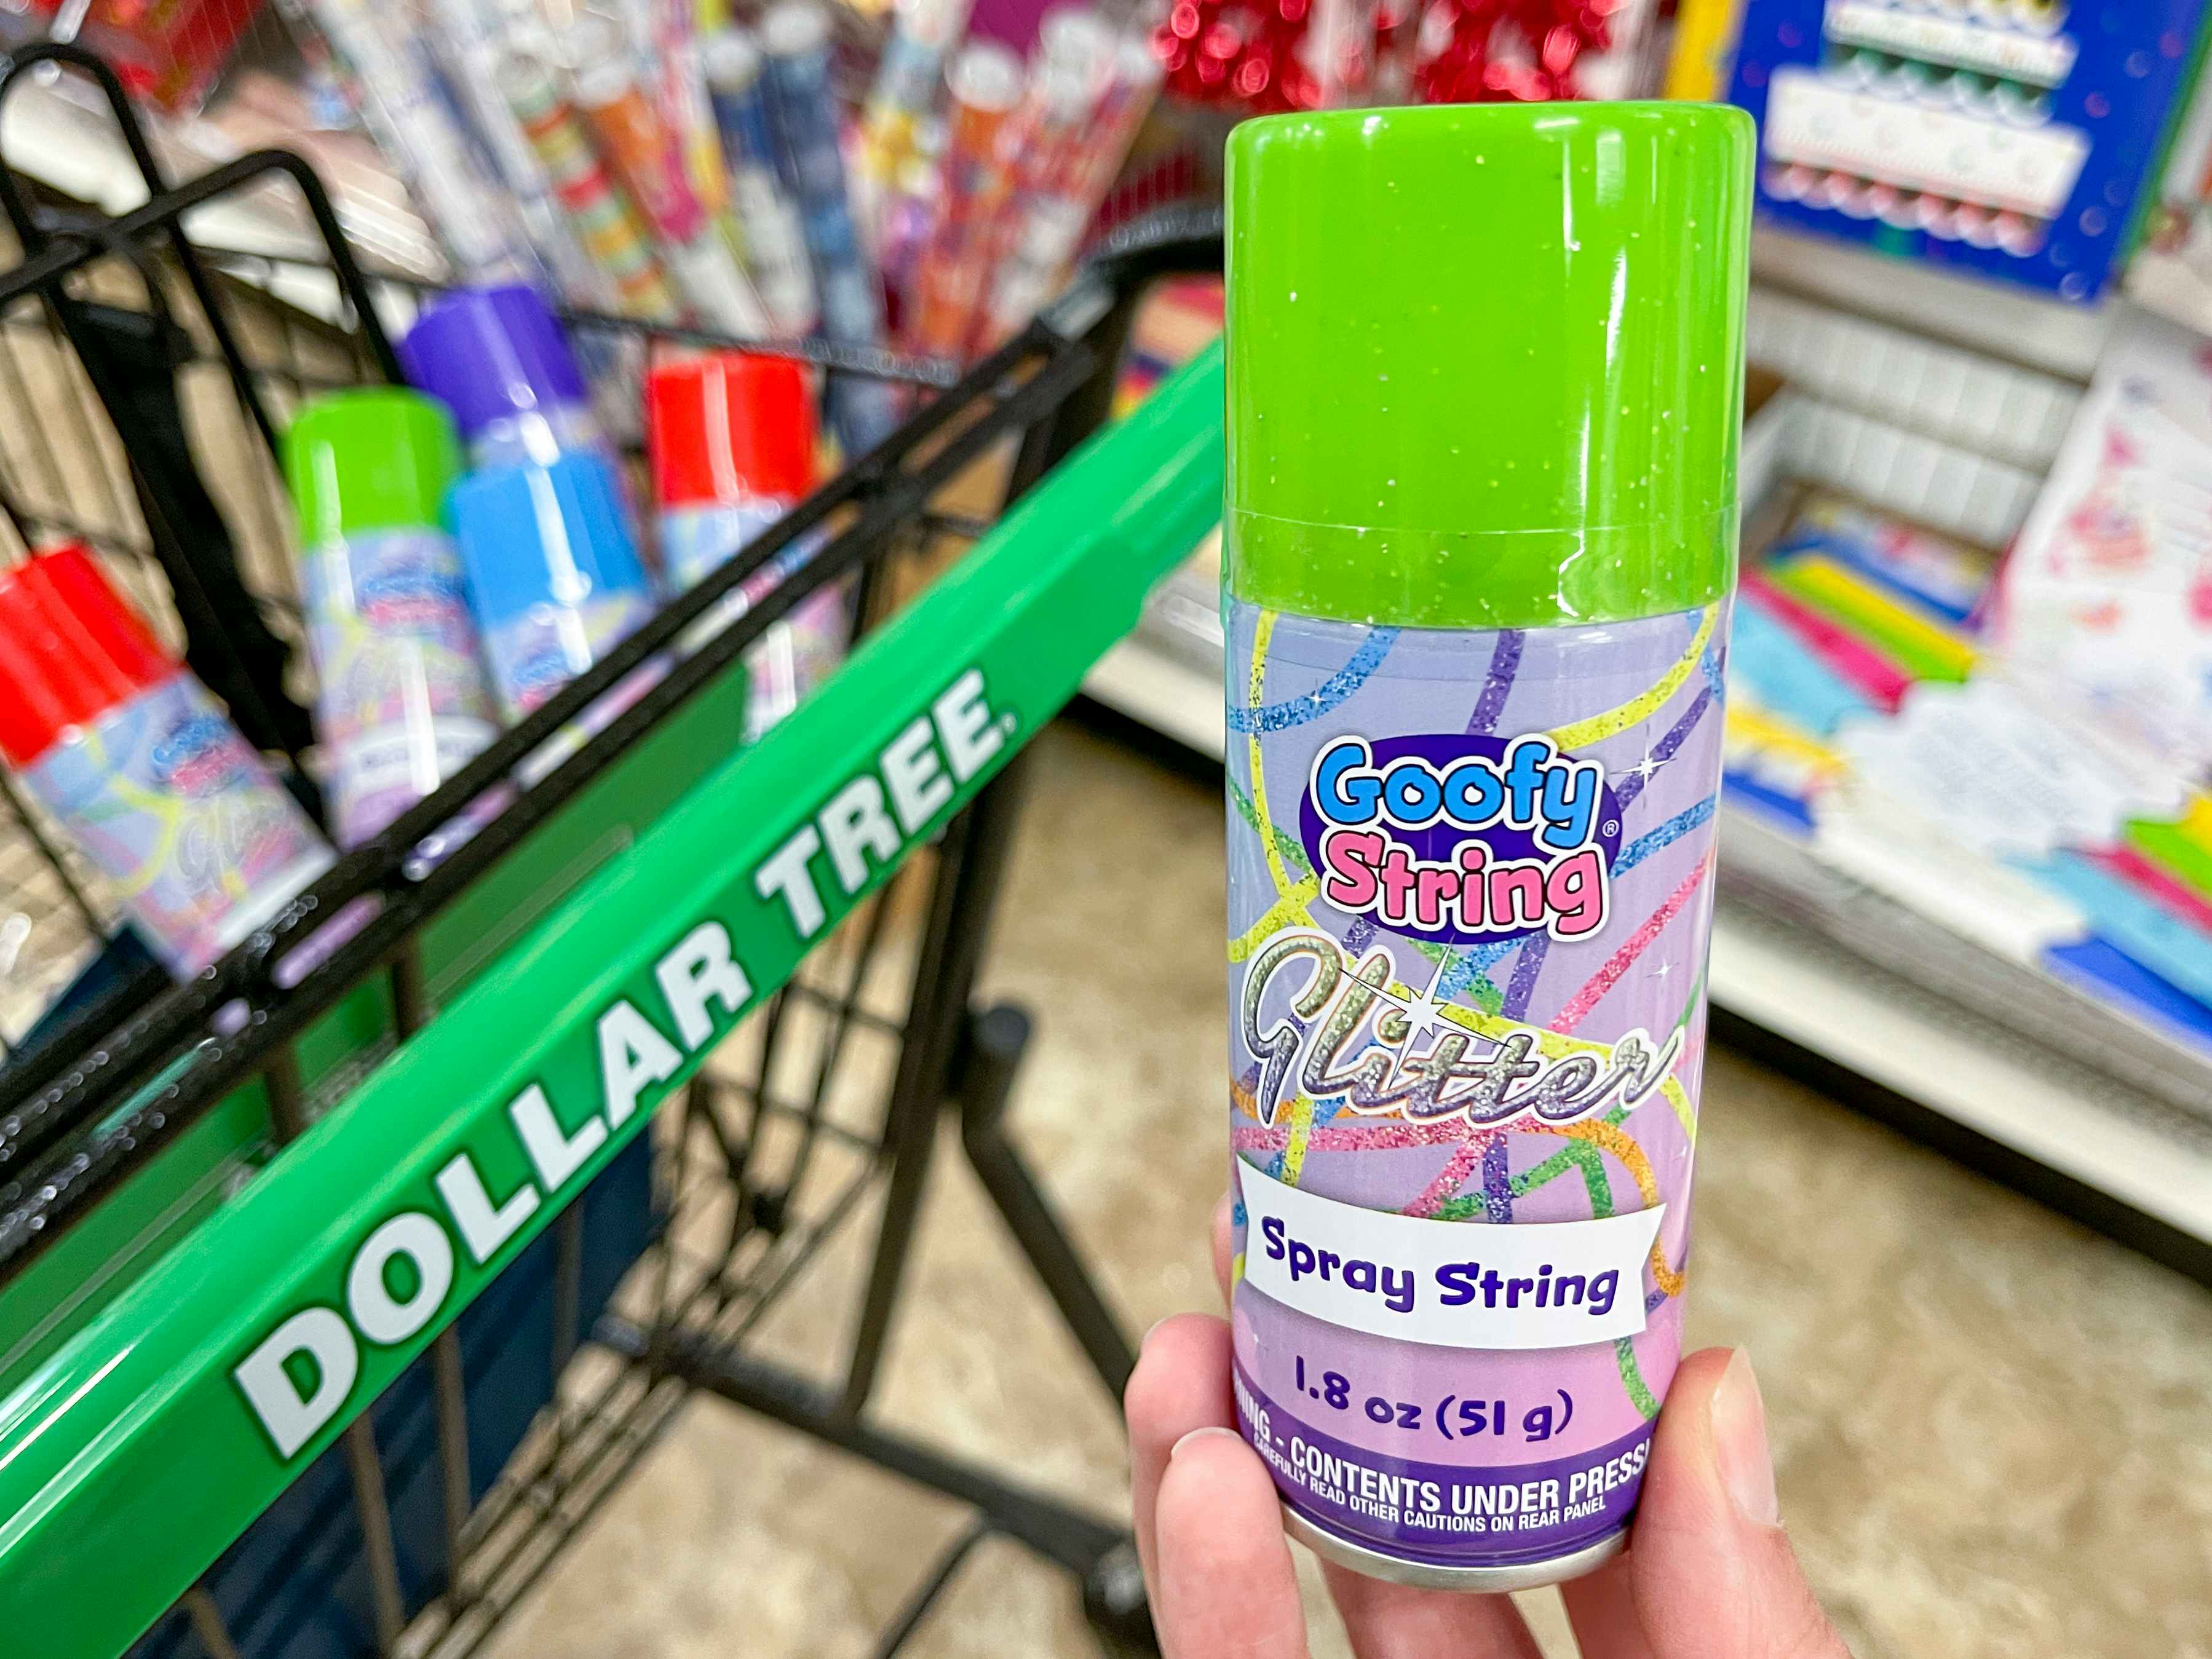 DOLLAR TREE®
Goofy
String®
Glitter
Spray String
1.8 oz (51 g)
CONTENTS UNDER PRESS
CAREFULLY READ OTHER CAUTIONS ON REAR PANEL